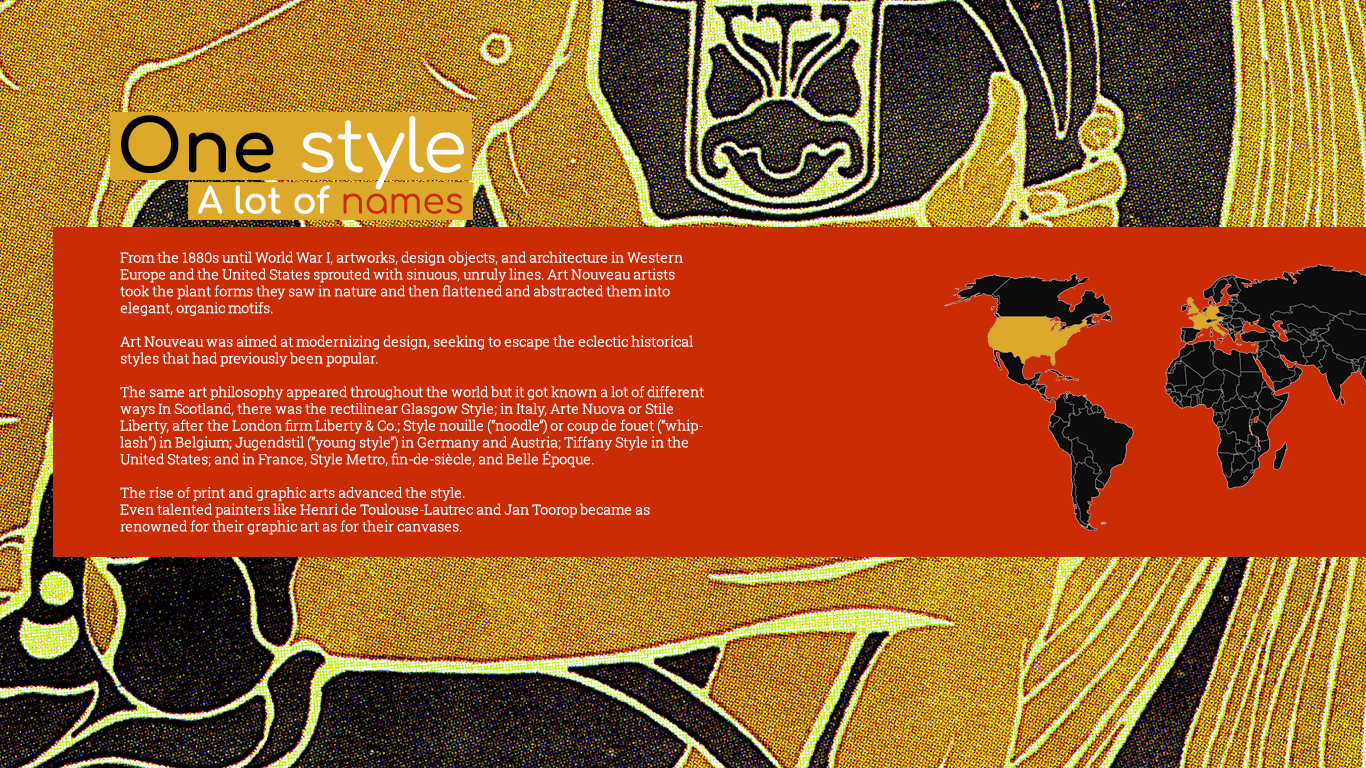 One style
A lot of names
From the 1880s until World War I, artworks, design objects, and architecture in Western
Europe and the United States sprouted with sinuous, unruly lines. Art Nouveau artists
took the plant forms they saw in nature and then flattened and abstracted them into
elegant, organic motifs.
Art Nouveau was aimed at modernizing design, seeking to escape the eclectic historical
styles that had previously been popular.
The same art philosophy appeared throughout the world but it got known a lot of different
ways In Scotland, there was the rectilinear Glasgow Style; in Italy, Arte Nuova or Stile
Liberty, after the London firm Liberty & Co.; Style nouille (“noodle”) or coup de fouet (“whip-
lash”) in Belgium; Jugendstil (“young style”) in Germany and Austria; Tiffany Style in the
United States; and in France, Style Metro, fin-de-siècle, and Belle Époque.
The rise of print and graphic arts advanced the style.
Even talented painters like Henri de Toulouse-Lautrec and Jan Toorop became as
renowned for their graphic art as for their canvases.